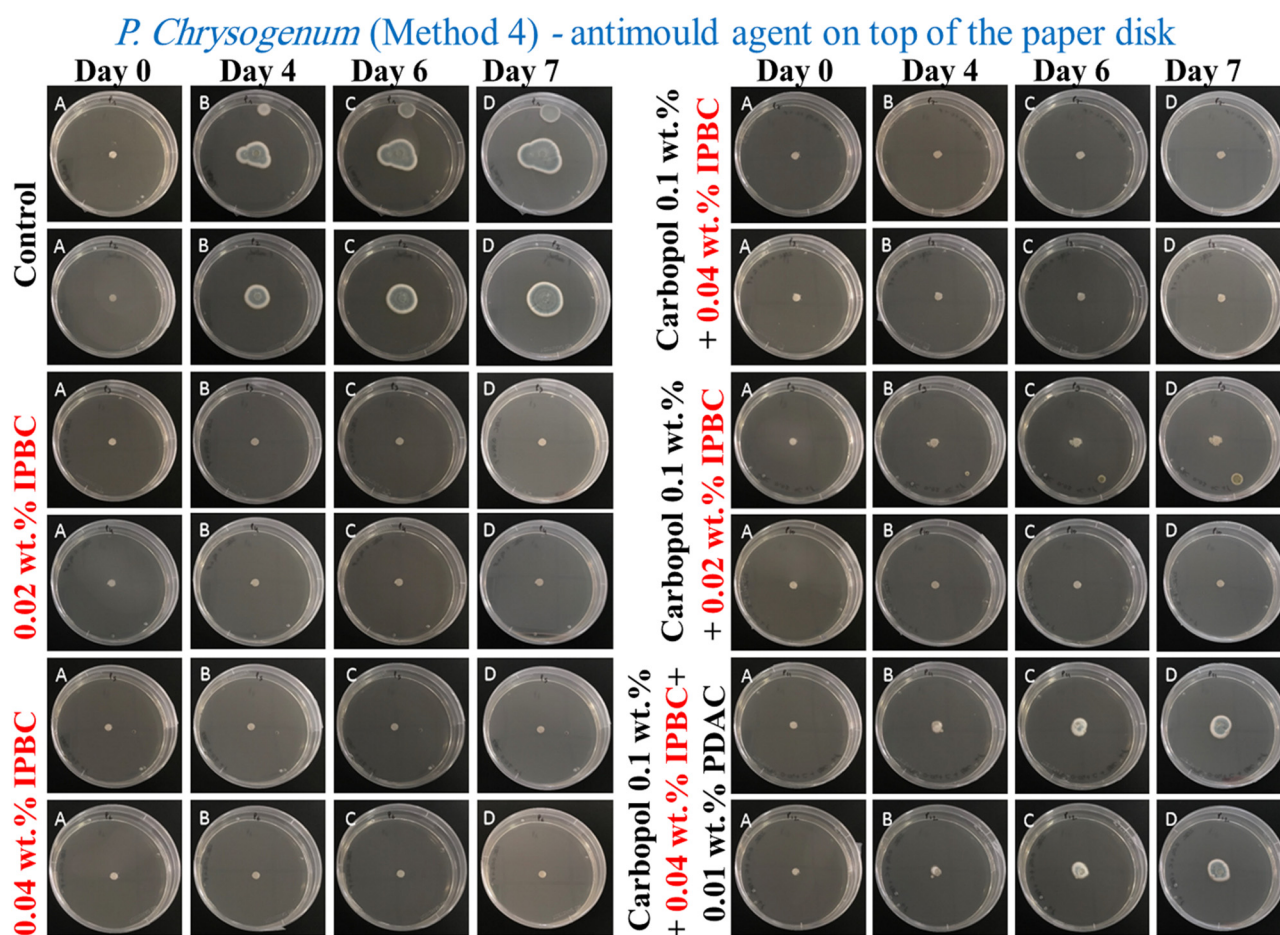 P. Chrysogenum (Method 4) - antimould agent on top of the paper disk
Day 0 Day 4 Day 6 Day 7
Control
A B C D
A B C D
0.02 wt.% IPBC
A B C D
A B C D
0.04 wt.% IPBC
A B C D
A B C D
Day 0 Day 4 Day 6 Day 7
Carbopol 0.1 wt.%
+ 0.04 wt.% IPBC
A B C D
A B C D
Carbopol 0.1 wt.%
+ 0.02 wt.% IPBC
A B C D
A B C D
Carbopol 0.1 wt.%
+ 0.04 wt.% IPBC+
0.01 wt.% PDAC
A B C D
A B C D